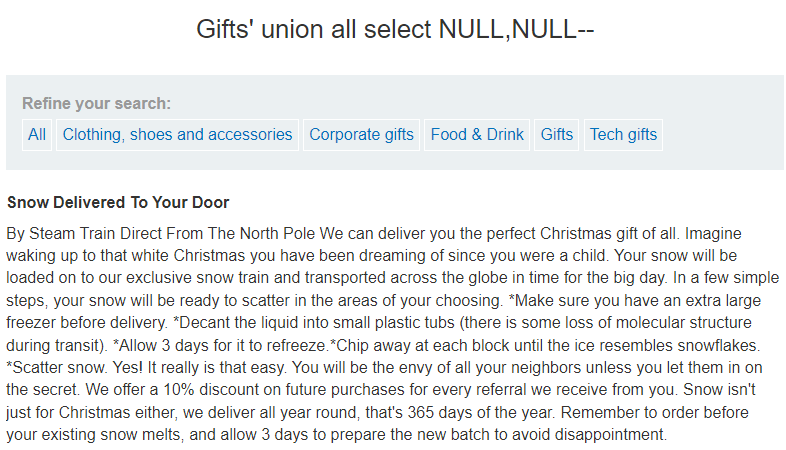 Gifts' union all select NULL,NULL--
Refine your search:
All Clothing, shoes and accessories Corporate gifts Food & Drink Gifts Tech gifts
Snow Delivered To Your Door
By Steam Train Direct From The North Pole We can deliver you the perfect Christmas gift of all. Imagine
waking up to that white Christmas you have been dreaming of since you were a child. Your snow will be
loaded on to our exclusive snow train and transported across the globe in time for the big day. In a few simple
steps, your snow will be ready to scatter in the areas of your choosing. *Make sure you have an extra large
freezer before delivery. *Decant the liquid into small plastic tubs (there is some loss of molecular structure
during transit). *Allow 3 days for it to refreeze.*Chip away at each block until the ice resembles snowflakes.
*Scatter snow. Yes! It really is that easy. You will be the envy of all your neighbors unless you let them in on
the secret. We offer a 10% discount on future purchases for every referral we receive from you. Snow isn't
just for Christmas either, we deliver all year round, that's 365 days of the year. Remember to order before
your existing snow melts, and allow 3 days to prepare the new batch to avoid disappointment.